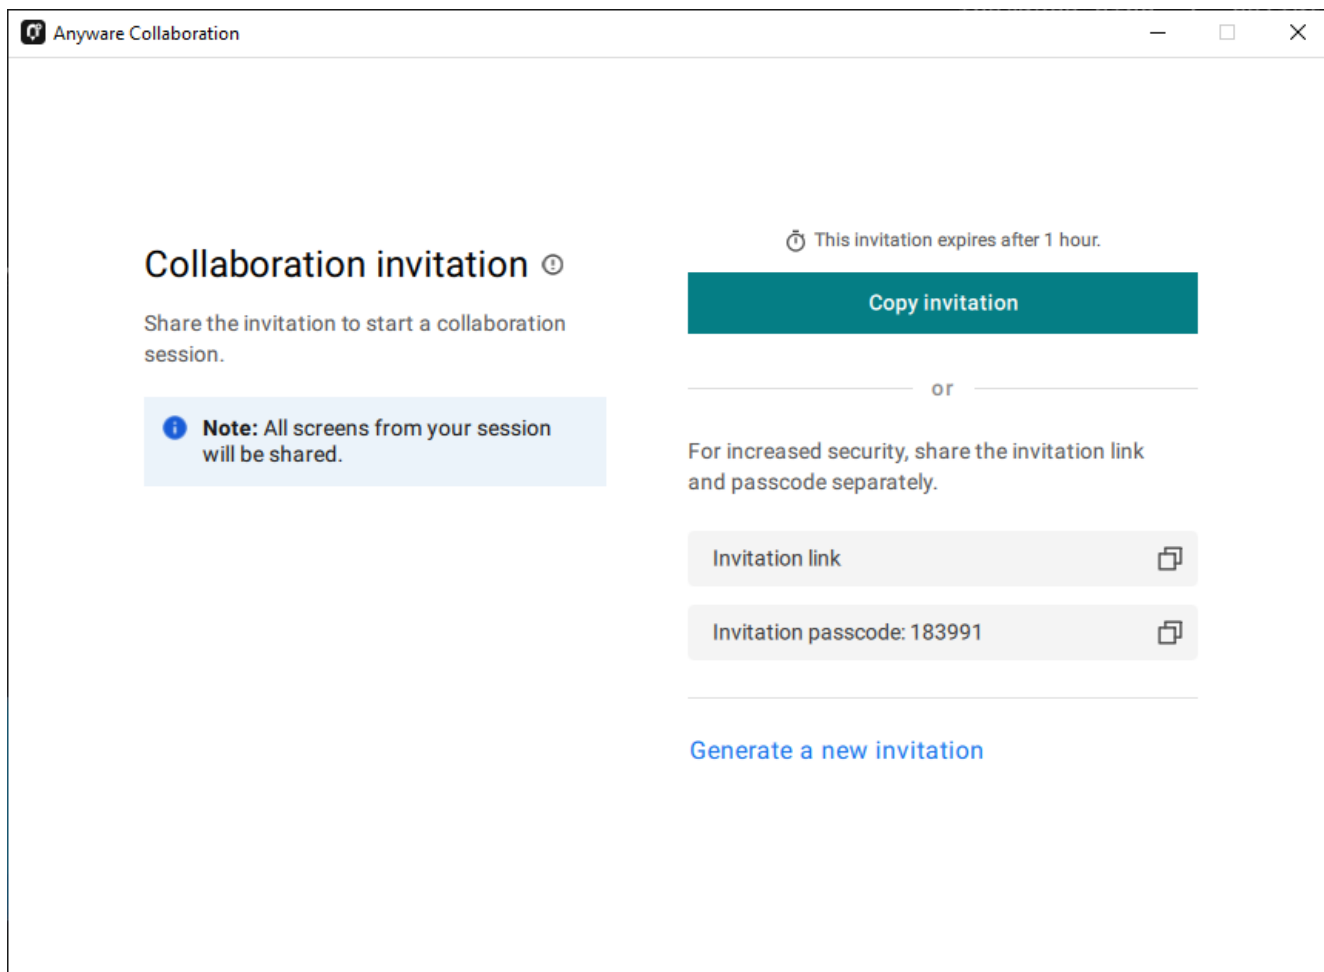 Anyware Collaboration
Collaboration invitation
Share the invitation to start a collaboration
session.
Note: All screens from your session
will be shared.
This invitation expires after 1 hour.
Copy invitation
or
For increased security, share the invitation link
and passcode separately.
Invitation link
Invitation passcode: 183991
Generate a new invitation